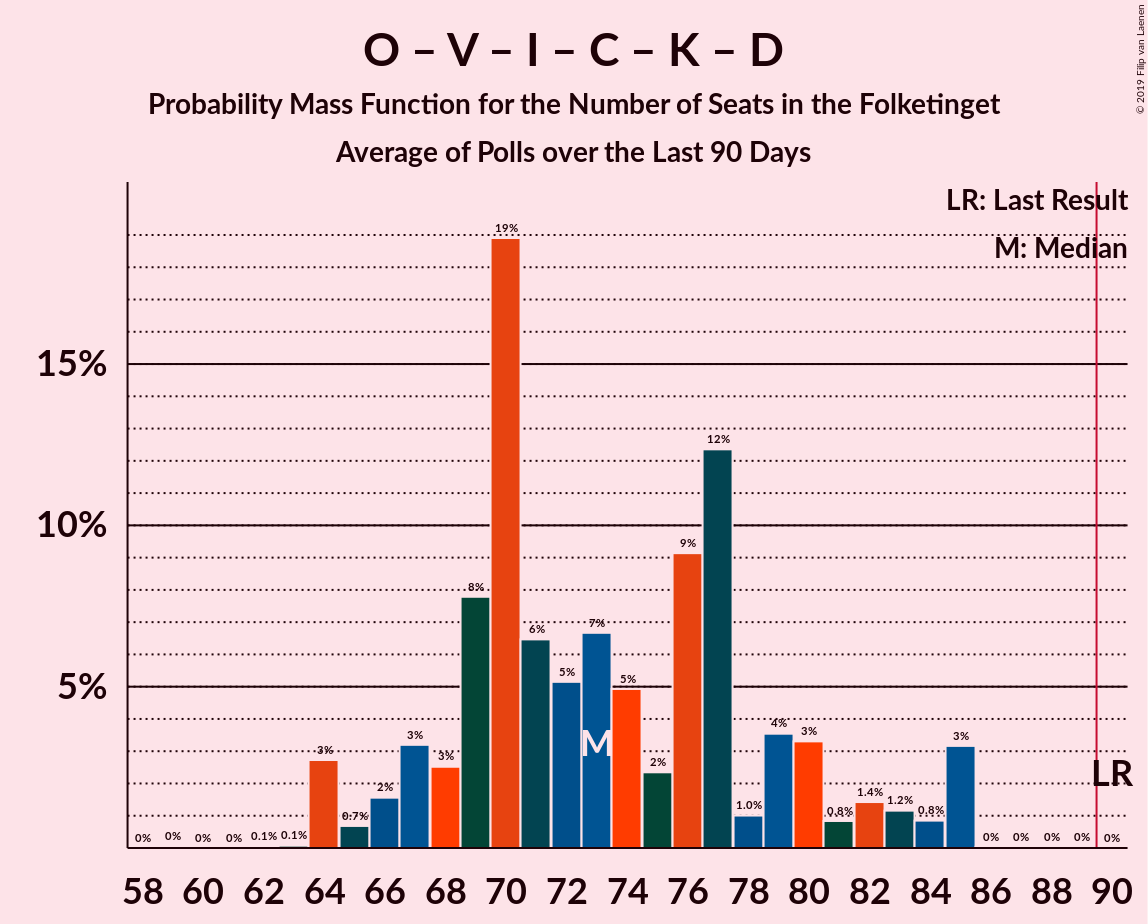 O – V – I – C – K – D
Probability Mass Function for the Number of Seats in the Folketinget
Average of Polls over the Last 90 Days
© 2019 Filip van Laenen
LR: Last Result
M: Median
15%
10%
5%
0% 0% 0% 0% 0.1% 0.1% 3% 0.7% 2% 3% 3% 8% 19% 6% 5% 7% 5% 2% 9% 12% 1.0% 4% 3% 0.8% 1.4% 1.2% 0.8% 3% 0% 0% 0% 0% 0%
M
LR
58 60 62 64 66 68 70 72 74 76 78 80 82 84 86 88 90